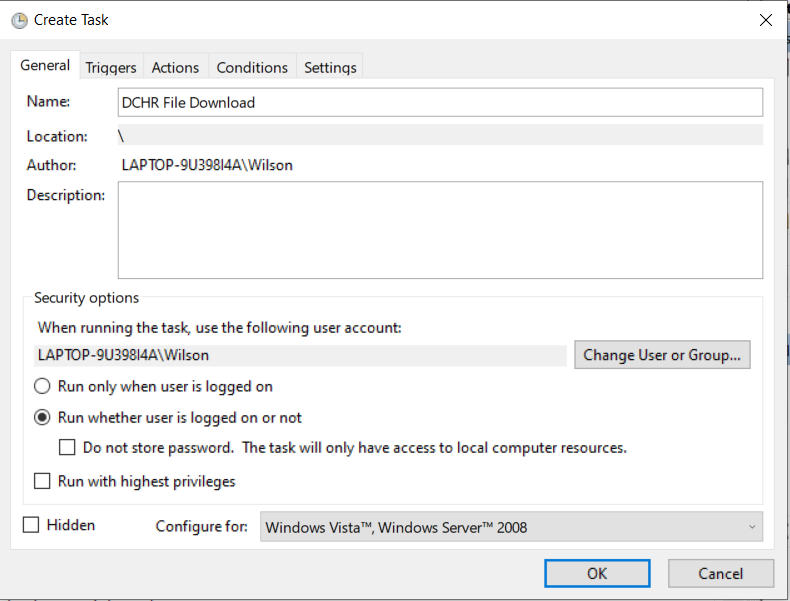 Create Task
General Triggers Actions Conditions Settings
Name: DCHR File Download
Location: \
Author: LAPTOP-9U398I4A\Wilson
Description:
Security options
When running the task, use the following user account:
LAPTOP-9U398I4A\Wilson Change User or Group...
Run only when user is logged on
Run whether user is logged on or not
Do not store password. The task will only have access to local computer resources.
Run with highest privileges
Hidden Configure for: Windows Vista™, Windows Server™ 2008
OK Cancel